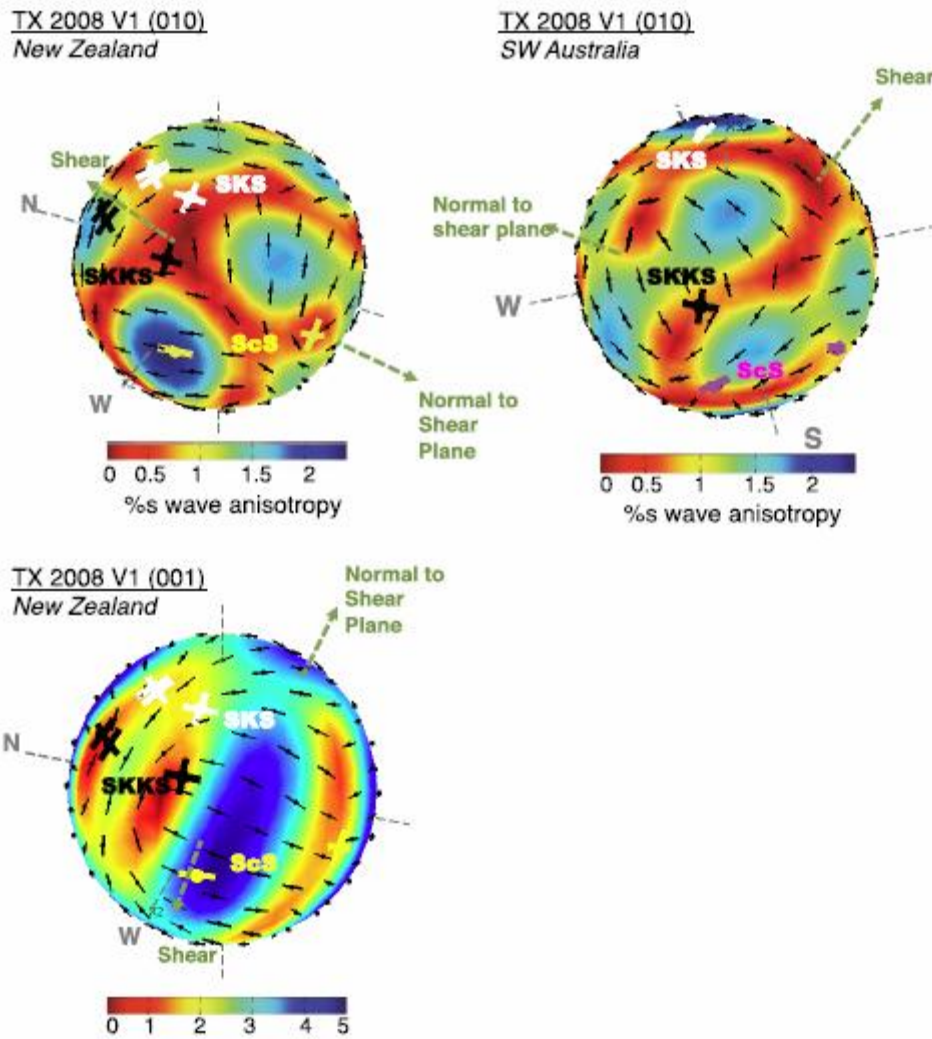 TX 2008 V1 (010)
New Zealand
Shear
N
SKS
SKKS
ScS
W
Normal to
Shear
Plane
0 0.5 1 1.5 2
%s wave anisotropy
TX 2008 V1 (010)
SW Australia
Shear
SKS
Normal to
shear plane
SKKS
W
ScS
S
0 0.5 1 1.5 2
%s wave anisotropy
TX 2008 V1 (001)
New Zealand
Normal to
Shear
Plane
N
SKS
SKKS
ScS
W
Shear
0 1 2 3 4 5